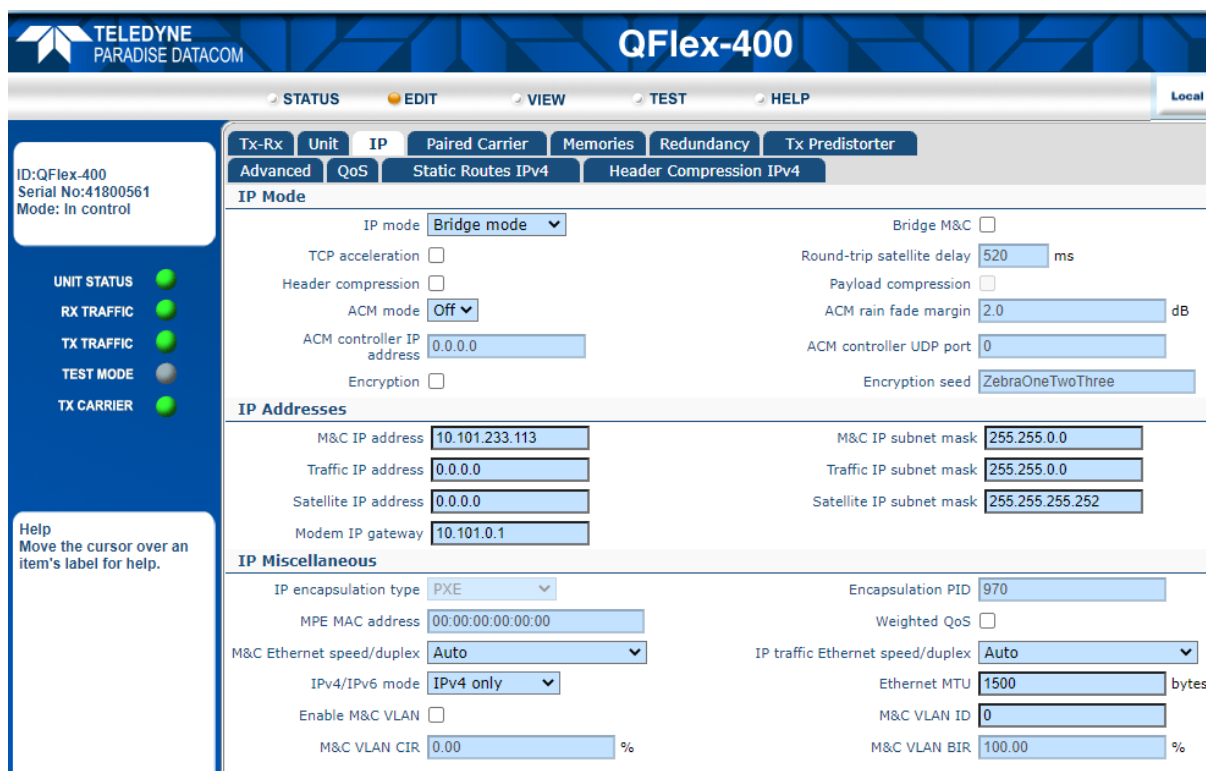 TELEDYNE
PARADISE DATACOM
QFlex-400
STATUS EDIT VIEW TEST HELP Local
ID:QFlex-400
Serial No:41800561
Mode: In control
UNIT STATUS
RX TRAFFIC
TX TRAFFIC
TEST MODE
TX CARRIER
Help
Move the cursor over an
item's label for help.
Tx-Rx Unit IP Paired Carrier Memories Redundancy Tx Predistorter
Advanced QoS Static Routes IPv4 Header Compression IPv4
IP Mode
IP mode Bridge mode Bridge M&C
TCP acceleration Round-trip satellite delay 520 ms
Header compression Payload compression
ACM mode Off ACM rain fade margin 2.0 dB
ACM controller IP
address 0.0.0.0 ACM controller UDP port 0
Encryption Encryption seed ZebraOneTwoThree
IP Addresses
M&C IP address 10.101.233.113 M&C IP subnet mask 255.255.0.0
Traffic IP address 0.0.0.0 Traffic IP subnet mask 255.255.0.0
Satellite IP address 0.0.0.0 Satellite IP subnet mask 255.255.255.252
Modem IP gateway 10.101.0.1
IP Miscellaneous
IP encapsulation type PXE Encapsulation PID 970
MPE MAC address 00:00:00:00:00:00 Weighted QoS
M&C Ethernet speed/duplex Auto IP traffic Ethernet speed/duplex Auto
IPv4/IPv6 mode IPv4 only Ethernet MTU 1500 bytes
Enable M&C VLAN M&C VLAN ID 0
M&C VLAN CIR 0.00 % M&C VLAN BIR 100.00 %